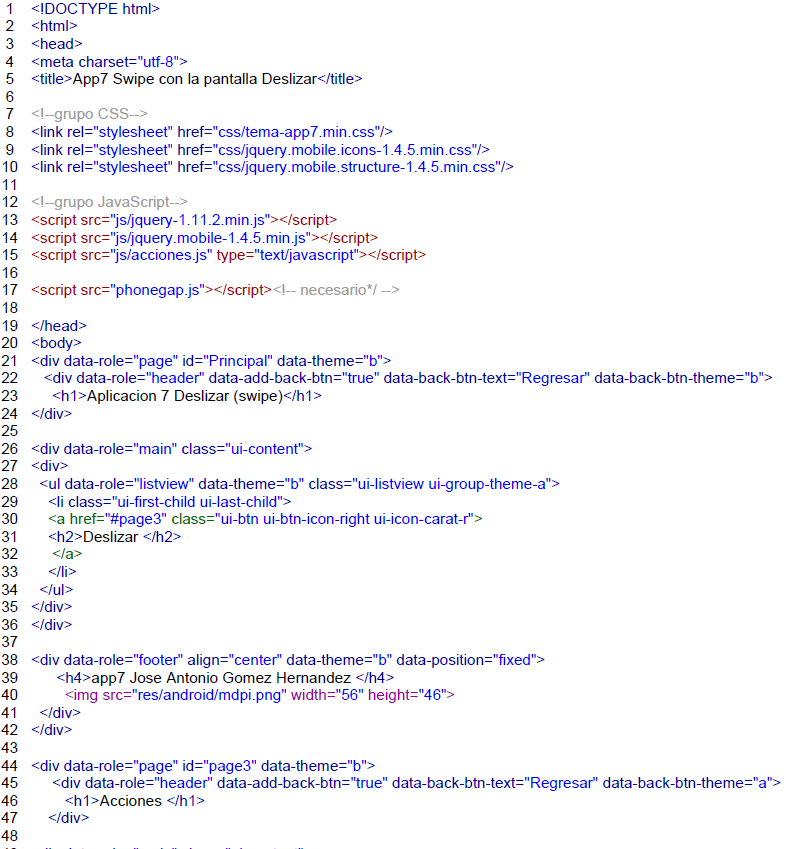 1 <!DOCTYPE html>
2 <html>
3 <head>
4 <meta charset="utf-8">
5 <title>App7 Swipe con la pantalla Deslizar</title>
6
7 <!--grupo CSS-->
8 <link rel="stylesheet" href="css/tema-app7.min.css"/>
9 <link rel="stylesheet" href="css/jquery.mobile.icons-1.4.5.min.css"/>
10 <link rel="stylesheet" href="css/jquery.mobile.structure-1.4.5.min.css"/>
11
12 <!--grupo JavaScript-->
13 <script src="js/jquery-1.11.2.min.js"></script>
14 <script src="js/jquery.mobile-1.4.5.min.js"></script>
15 <script src="js/acciones.js" type="text/javascript"></script>
16
17 <script src="phonegap.js"></script><!-- necesario*/ -->
18
19 </head>
20 <body>
21 <div data-role="page" id="Principal" data-theme="b">
22 <div data-role="header" data-add-back-btn="true" data-back-btn-text="Regresar" data-back-btn-theme="b">
23 <h1>Aplicacion 7 Deslizar (swipe)</h1>
24 </div>
25
26 <div data-role="main" class="ui-content">
27 <div>
28 <ul data-role="listview" data-theme="b" class="ui-listview ui-group-theme-a">
29 <li class="ui-first-child ui-last-child">
30 <a href="#page3" class="ui-btn ui-btn-icon-right ui-icon-carat-r">
31 <h2>Deslizar </h2>
32 </a>
33 </li>
34 </ul>
35 </div>
36 </div>
37
38 <div data-role="footer" align="center" data-theme="b" data-position="fixed">
39 <h4>app7 Jose Antonio Gomez Hernandez </h4>
40 <img src="res/android/mdpi.png" width="56" height="46">
41 </div>
42 </div>
43
44 <div data-role="page" id="page3" data-theme="b">
45 <div data-role="header" data-add-back-btn="true" data-back-btn-text="Regresar" data-back-btn-theme="a">
46 <h1>Acciones </h1>
47 </div>
48